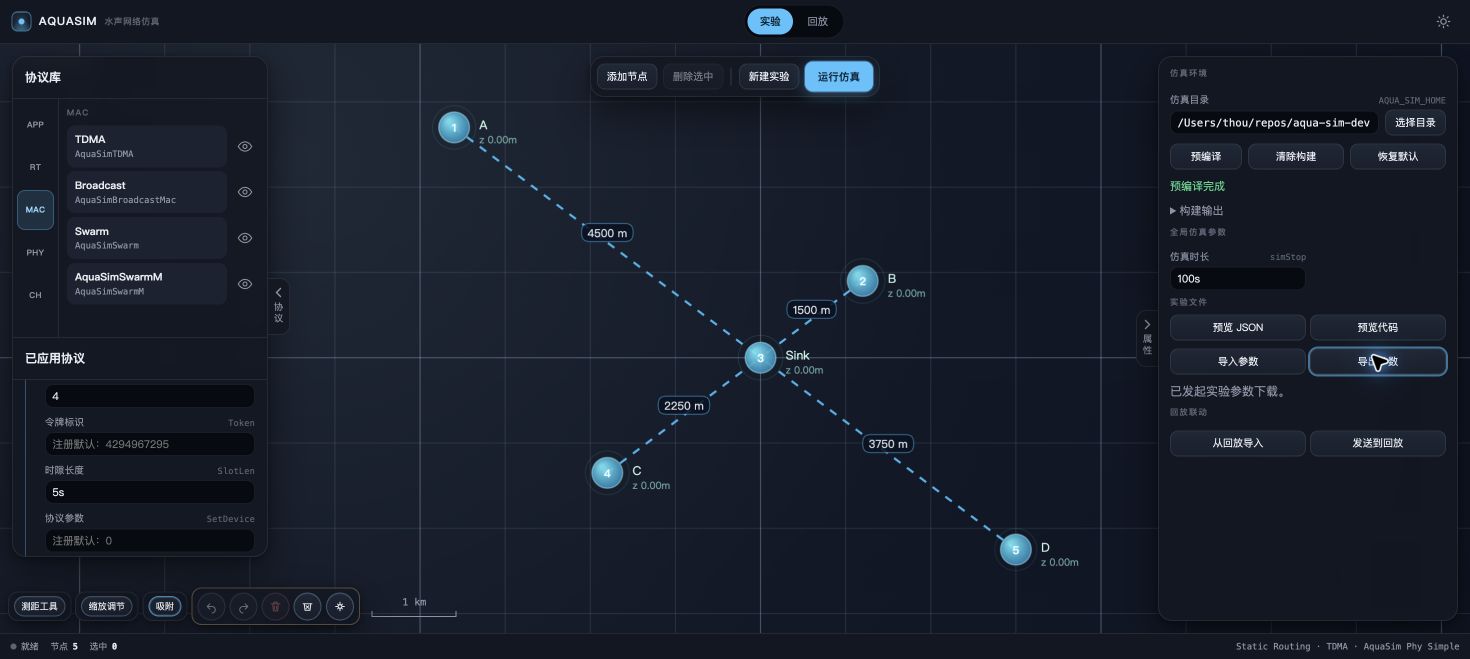 AQUASIM 水声网络仿真
实验 回放
协议库
APP
RT
MAC
PHY
CH
MAC
TDMA
AquaSimTDMA
Broadcast
AquaSimBroadcastMac
Swarm
AquaSimSwarm
AquaSimSwarmM
AquaSimSwarmM
协议
已应用协议
4
令牌标识 Token
注册默认: 4294967295
时隙长度 SlotLen
5s
协议参数 SetDevice
注册默认: 0
添加节点 删除选中 新建实验 运行仿真
1 A
z 0.00m
4500 m
2 B
z 0.00m
1500 m
3 Sink
z 0.00m
2250 m
4 C
z 0.00m
3750 m
5 D
z 0.00m
属性
仿真环境
仿真目录 AQUA_SIM_HOME
/Users/thou/repos/aqua-sim-dev 选择目录
预编译 清除构建 恢复默认
预编译完成
构建输出
全局仿真参数
仿真时长 simStop
100s
实验文件
预览 JSON 预览代码
导入参数 导出 数
已发起实验参数下载。
回放联动
从回放导入 发送到回放
测距工具 缩放调节 吸附
1 km
就绪 节点 5 选中 0
Static Routing · TDMA · AquaSim Phy Simple